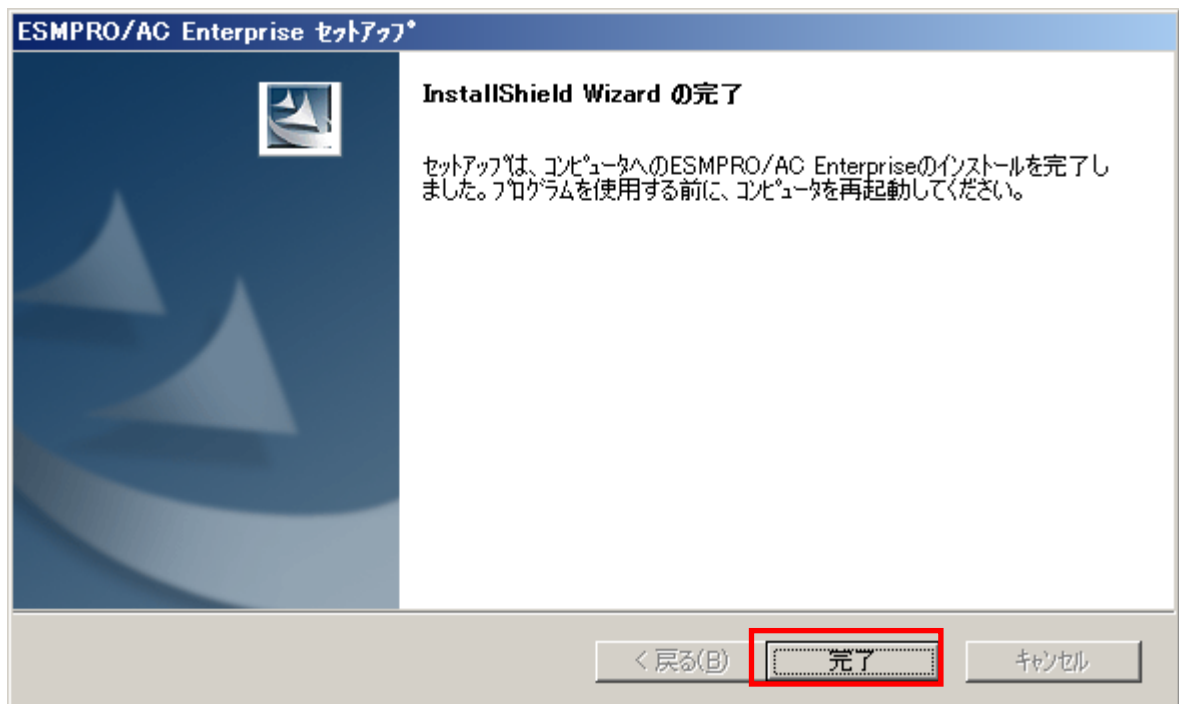 ESMPRO/AC Enterprise ｾｯﾄｱｯﾌﾟ
InstallShield Wizard の完了
ｾｯﾄｱｯﾌﾟは、ｺﾝﾋﾟｭｰﾀへのESMPRO/AC Enterpriseのｲﾝｽﾄｰﾙを完了し
ました。ﾌﾟﾛｸﾞﾗﾑを使用する前に、ｺﾝﾋﾟｭｰﾀを再起動してください。
< 戻る(B)
完了
ｷｬﾝｾﾙ